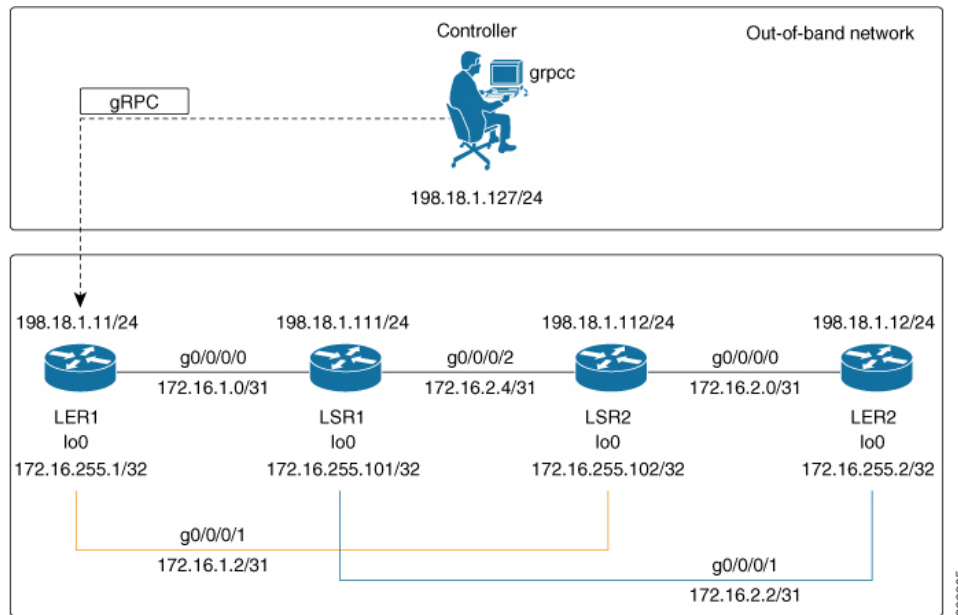 Controller
Out-of-band network
grpcc
gRPC
198.18.1.127/24
198.18.1.11/24
198.18.1.111/24
198.18.1.112/24
198.18.1.12/24
g0/0/0/0
g0/0/0/2
g0/0/0/0
172.16.1.0/31
172.16.2.4/31
172.16.2.0/31
LER1
LSR1
LSR2
LER2
lo0
lo0
lo0
lo0
172.16.255.1/32
172.16.255.101/32
172.16.255.102/32
172.16.255.2/32
g0/0/0/1
172.16.1.2/31
g0/0/0/1
172.16.2.2/31